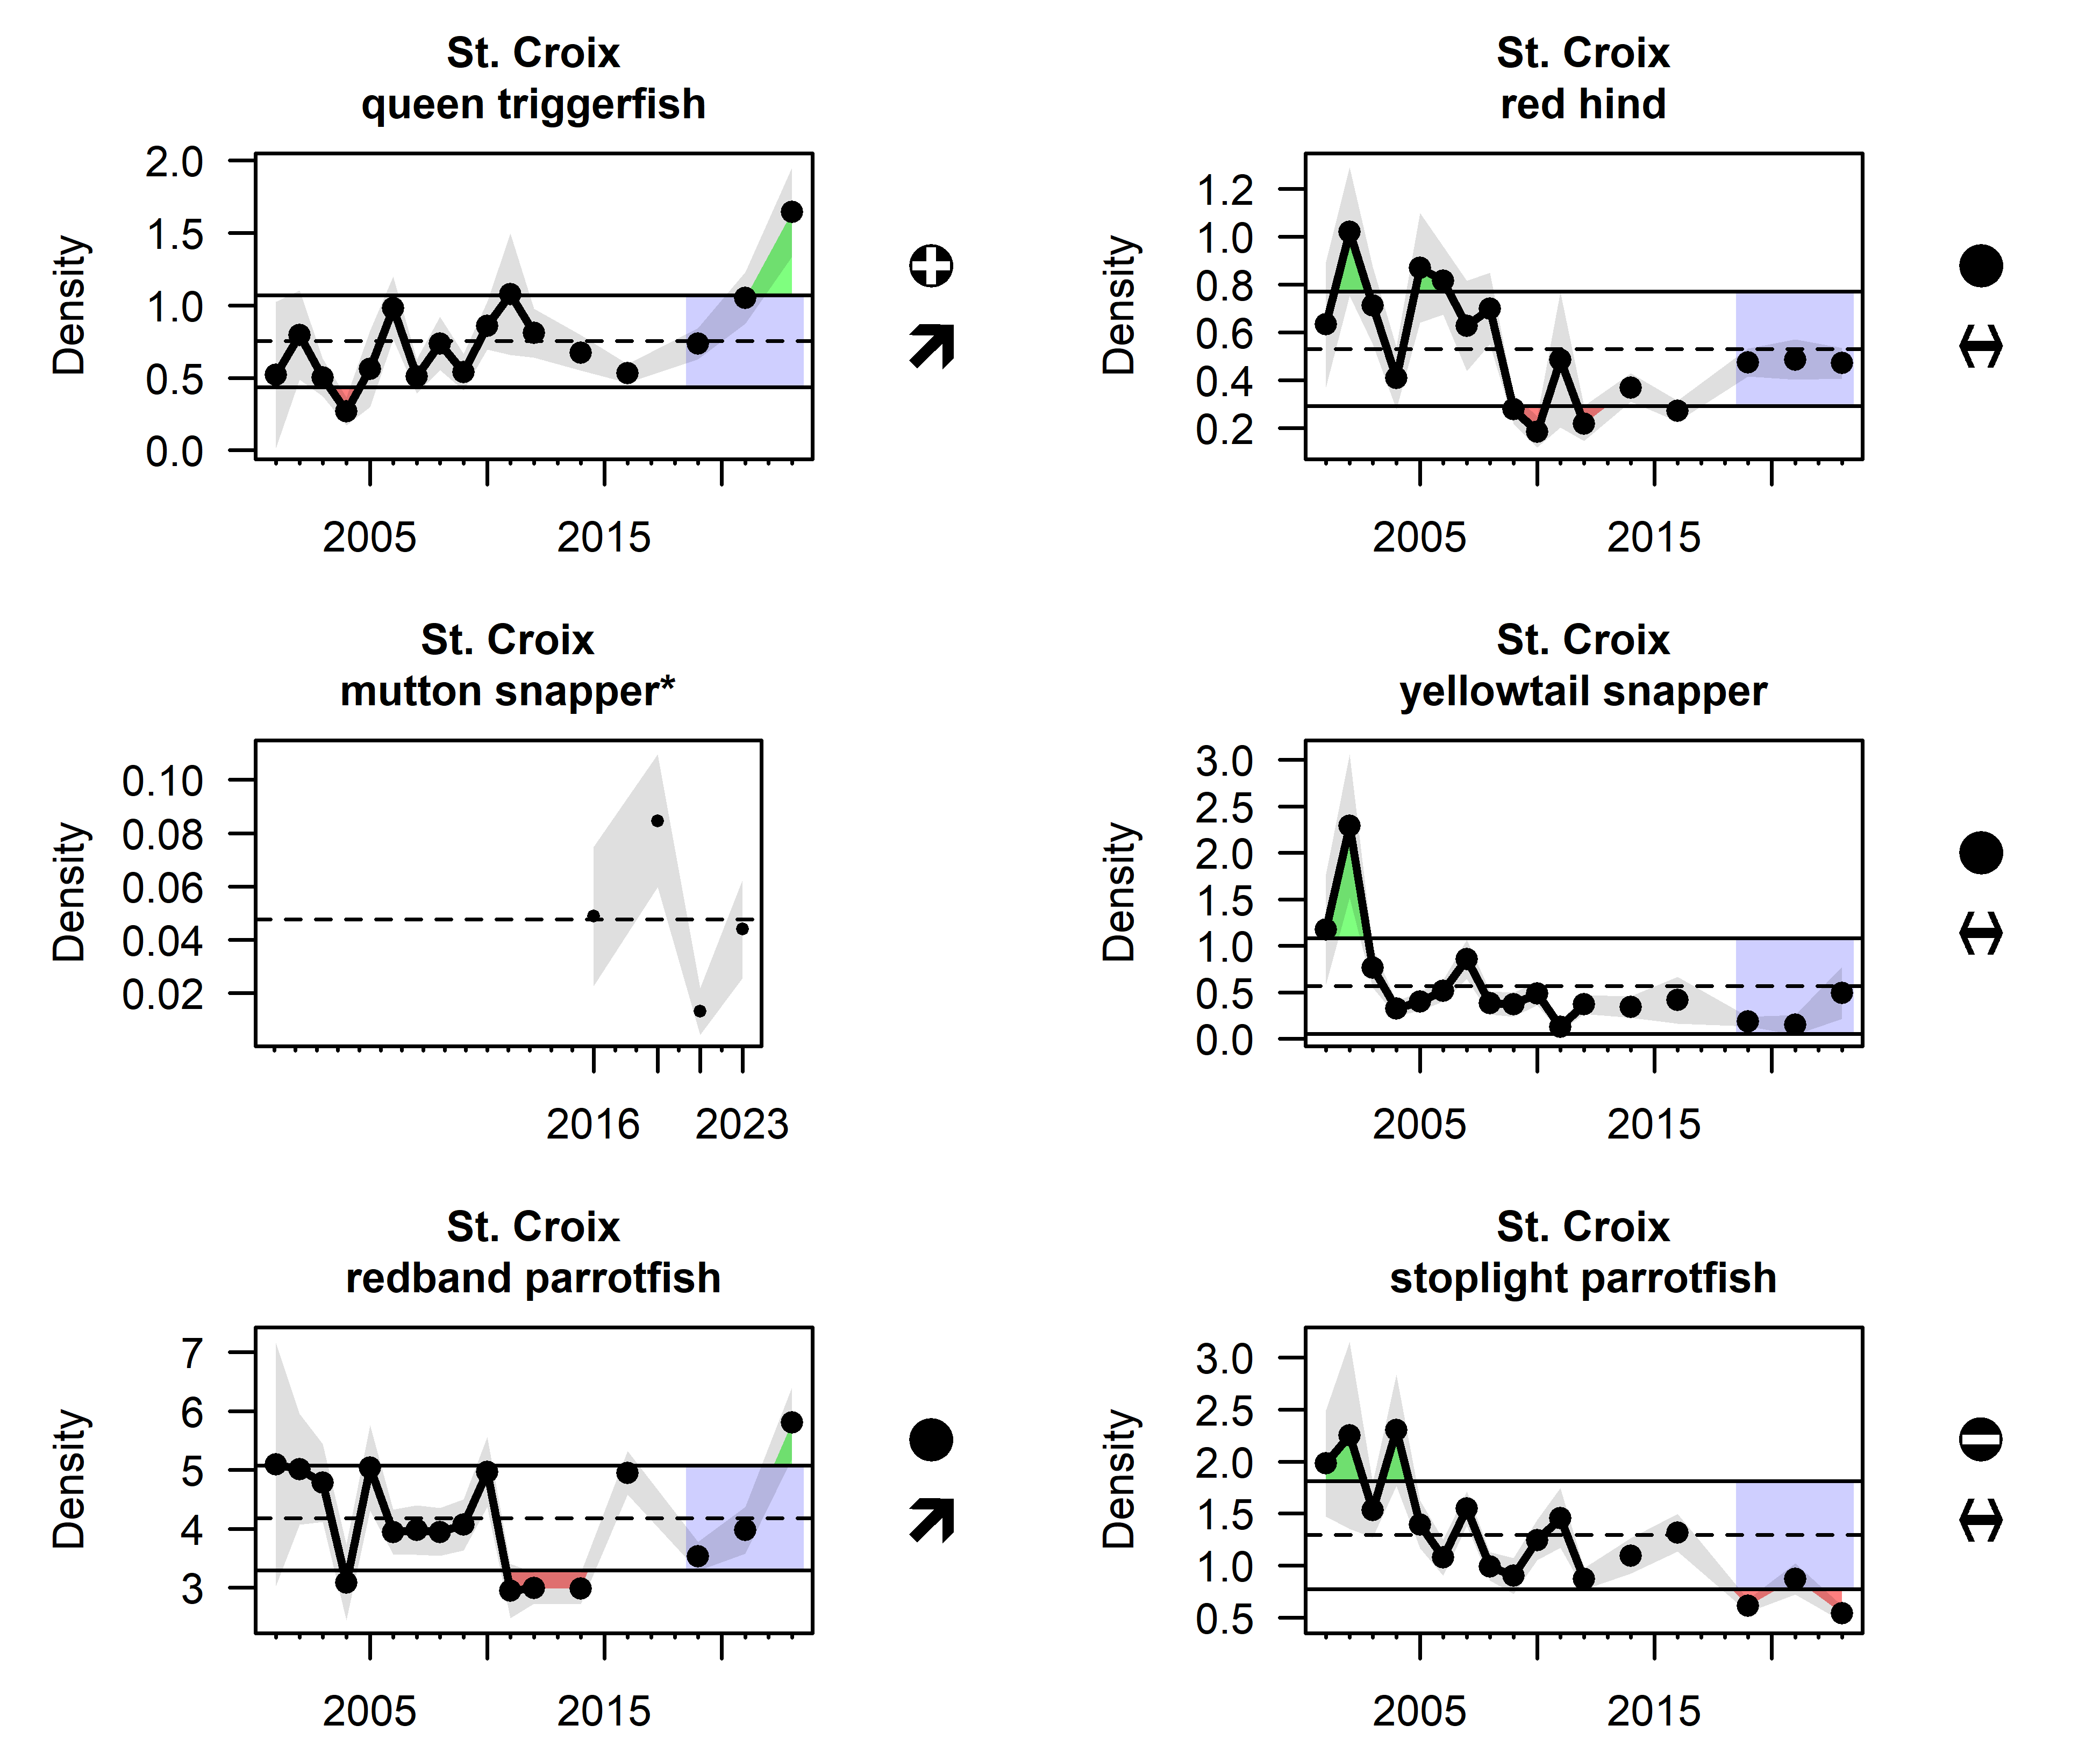 St. Croix
queen triggerfish
Density
2.0
1.5
1.0
0.5
0.0
2005
2015
St. Croix
red hind
Density
1.2
1.0
0.8
0.6
0.4
0.2
2005
2015
St. Croix
mutton snapper*
Density
0.10
0.08
0.06
0.04
0.02
2016
2023
St. Croix
yellowtail snapper
Density
3.0
2.5
2.0
1.5
1.0
0.5
0.0
2005
2015
St. Croix
redband parrotfish
Density
7
6
5
4
3
2005
2015
St. Croix
stoplight parrotfish
Density
3.0
2.5
2.0
1.5
1.0
0.5
2005
2015